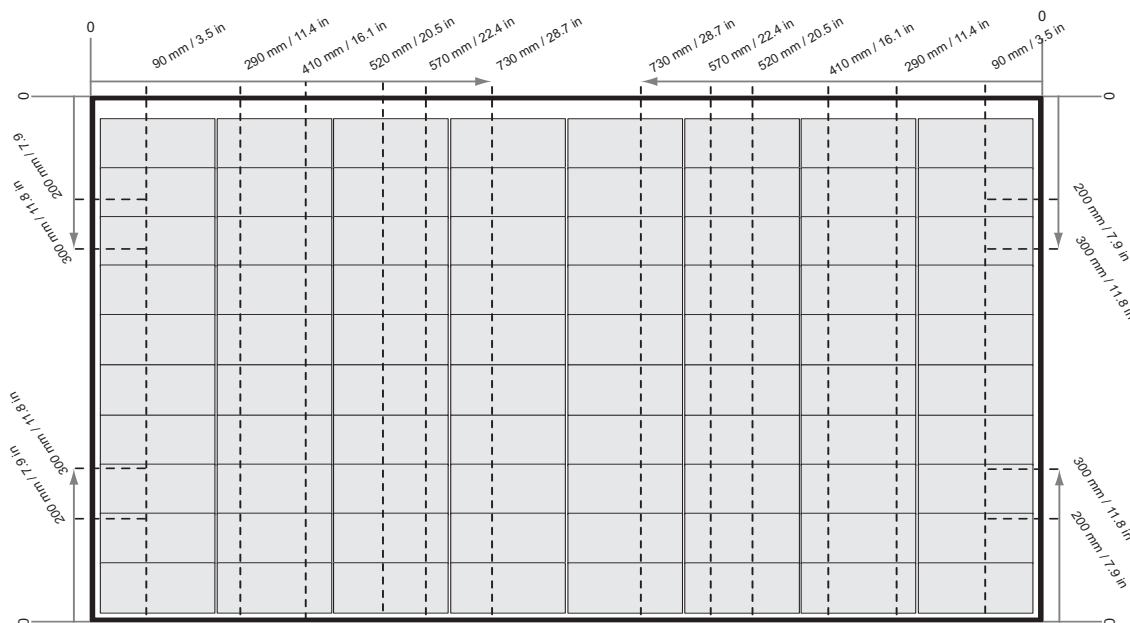 0
0
90 mm / 3.5 in
290 mm / 11.4 in
410 mm / 16.1 in
520 mm / 20.5 in
570 mm / 22.4 in
730 mm / 28.7 in
730 mm / 28.7 in
570 mm / 22.4 in
520 mm / 20.5 in
410 mm / 16.1 in
290 mm / 11.4 in
90 mm / 3.5 in
0
0
200 mm / 7.9
300 mm / 11.8 in
200 mm / 7.9 in
300 mm / 11.8 in
300 mm / 11.8 in
200 mm / 7.9 in
300 mm / 11.8 in
200 mm / 7.9 in
0
0